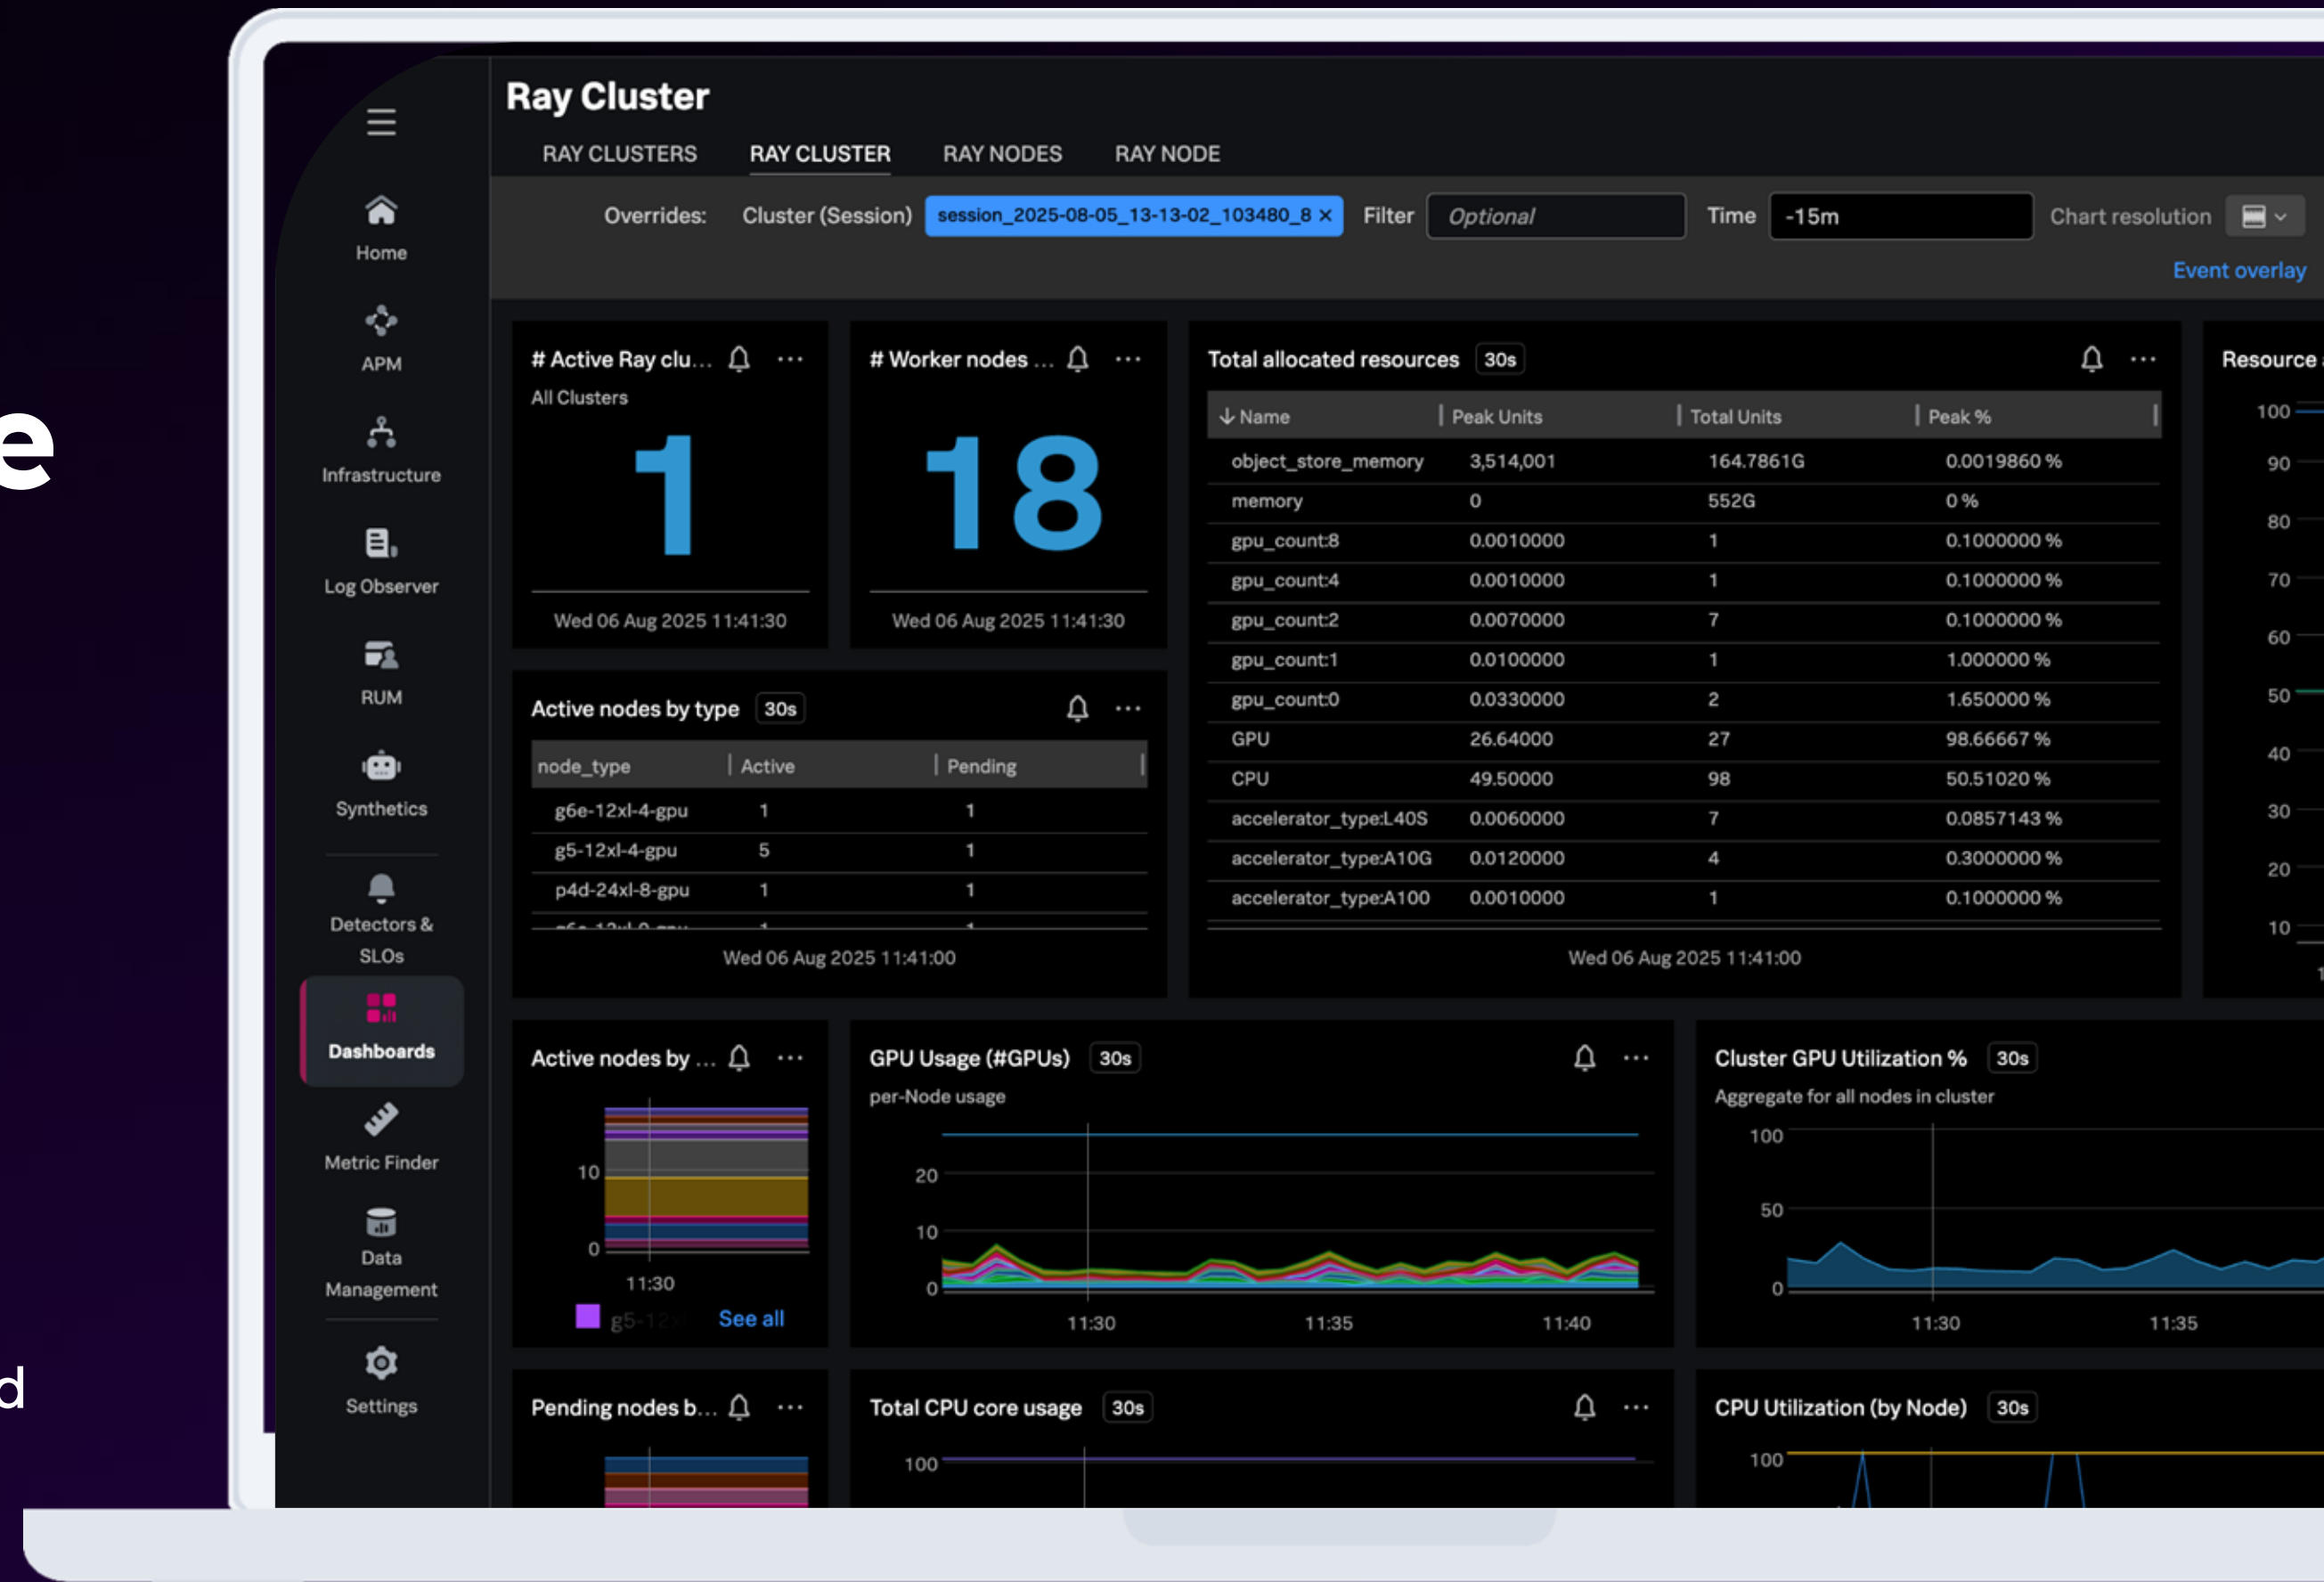 e
d
Ray Cluster
RAY CLUSTERS RAY CLUSTER RAY NODES RAY NODE
Overrides: Cluster (Session) session_2025-08-05_13-13-02_103480_8 × Filter Optional Time -15m Chart resolution
Event overlay
Home
APM
Infrastructure
Log Observer
RUM
Synthetics
Detectors &
SLOs
Dashboards
Metric Finder
Data
Management
Settings
# Active Ray clu... ...
All Clusters
1
Wed 06 Aug 2025 11:41:30
# Worker nodes ... ...
18
Wed 06 Aug 2025 11:41:30
Total allocated resources 30s ...
↓ Name Peak Units Total Units Peak %
object_store_memory 3,514,001 164.7861G 0.0019860 %
memory 0 552G 0 %
gpu_count:8 0.0010000 1 0.1000000 %
gpu_count:4 0.0010000 1 0.1000000 %
gpu_count:2 0.0070000 7 0.1000000 %
gpu_count:1 0.0100000 1 1.000000 %
gpu_count:0 0.0330000 2 1.650000 %
GPU 26.64000 27 98.66667 %
CPU 49.50000 98 50.51020 %
accelerator_type:L40S 0.0060000 7 0.0857143 %
accelerator_type:A10G 0.0120000 4 0.3000000 %
accelerator_type:A100 0.0010000 1 0.1000000 %
Wed 06 Aug 2025 11:41:00
Resource
100
90
80
70
60
50
40
30
20
10
Active nodes by type 30s ...
node_type Active Pending
g6e-12xl-4-gpu 1 1
g5-12xl-4-gpu 5 1
p4d-24xl-8-gpu 1 1
Wed 06 Aug 2025 11:41:00
Active nodes by ... ...
10
0
11:30
See all
GPU Usage (#GPUs) 30s ...
per-Node usage
20
10
0
11:30 11:35 11:40
Cluster GPU Utilization % 30s
Aggregate for all nodes in cluster
100
50
0
11:30 11:35
Pending nodes b... ...
Total CPU core usage 30s ...
100
CPU Utilization (by Node) 30s
100